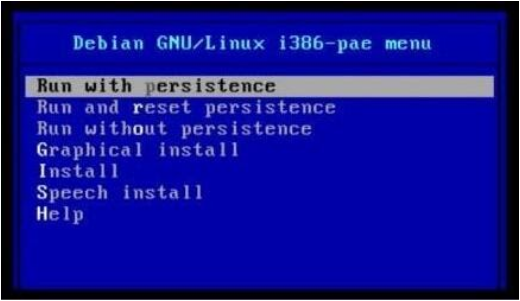 Debian GNU/Linux i386-pae menu
Run with persistence
Run and reset persistence
Run without persistence
Graphical install
Install
Speech install
Help